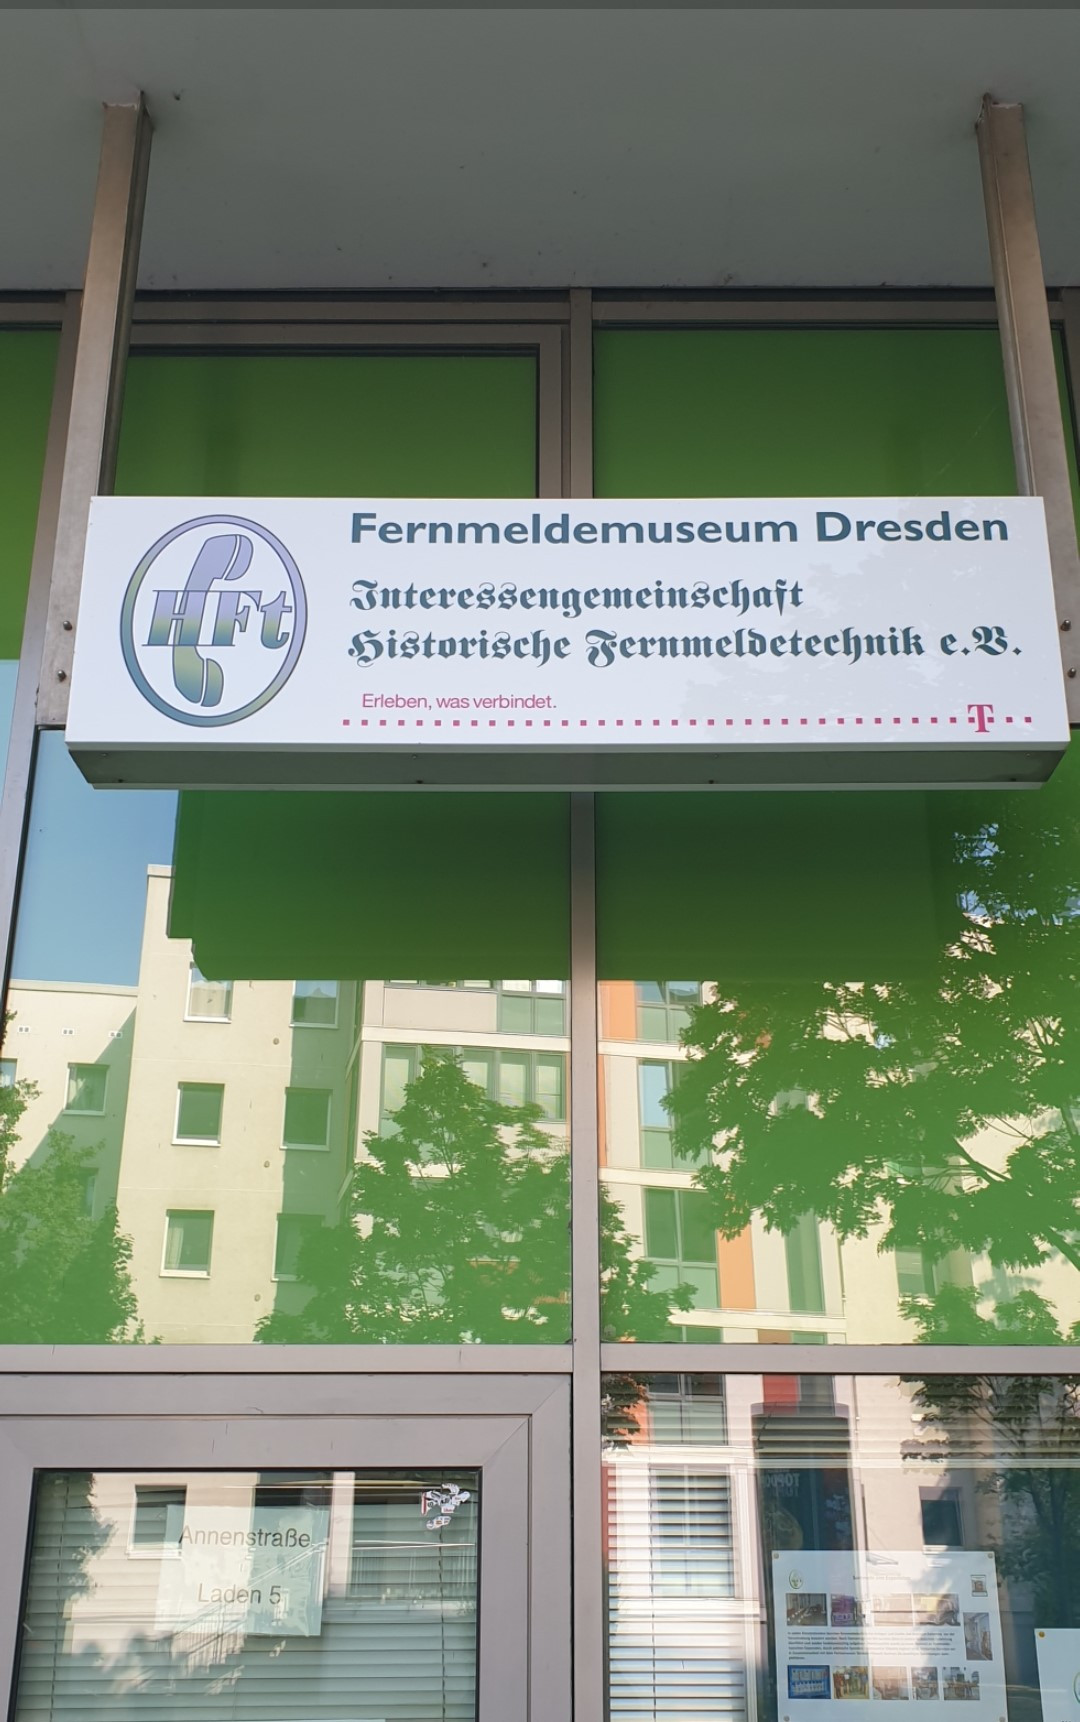 HFt
Fernmeldemuseum Dresden
Interessengemeinschaft
Historische Fernmeldetechnik e.V.
Erleben, was verbindet.
T
Annenstraße
Laden 5